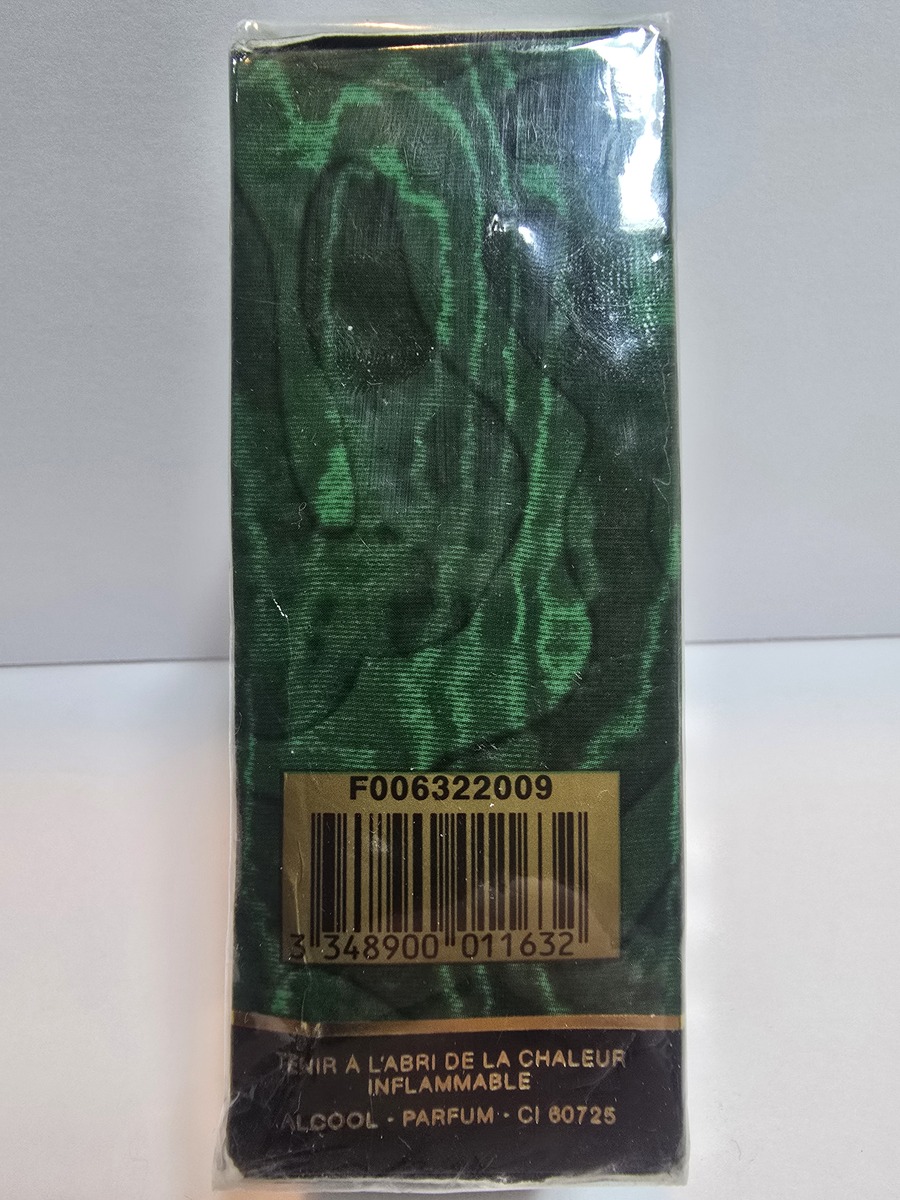 F006322009
3 348900 011632
TENIR A L'ABRI DE LA CHALEUR
INFLAMMABLE
ALCOOL - PARFUM - CI 60725